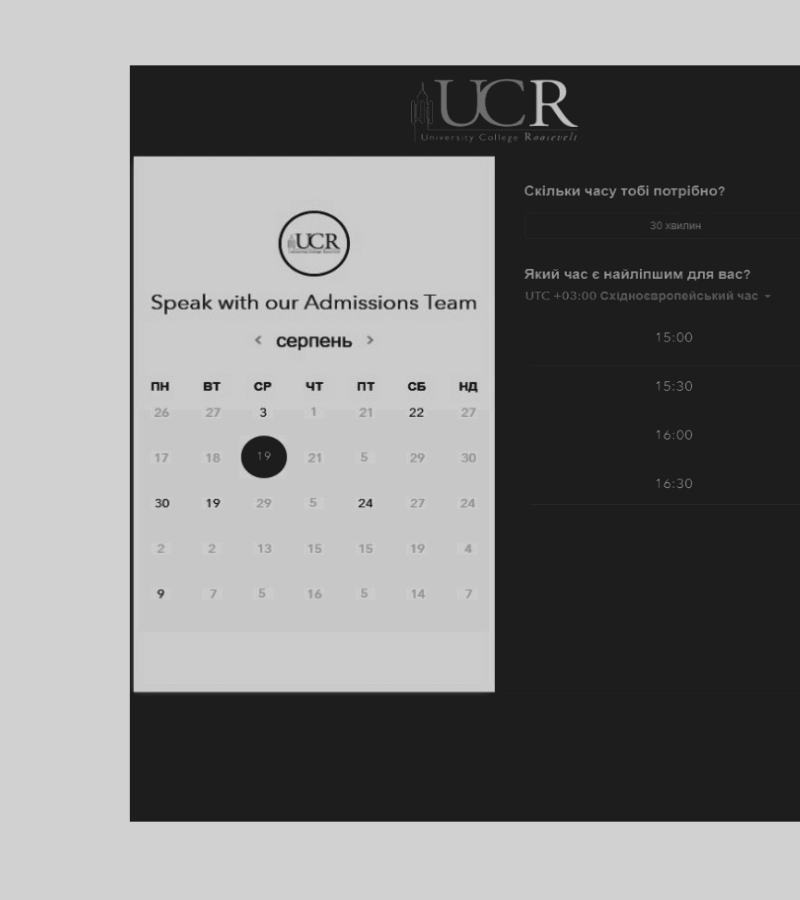 UCR
University College Roosevelt
UCR
Speak with our Admissions Team
серпень
ПН ВТ СР ЧТ ПТ СБ НД
26 27 3 1 21 22 27
17 18 19 21 5 29 30
30 19 29 5 24 27 24
2 2 13 15 15 19 4
9 7 5 16 5 14 7
Скільки часу тобі потрібно?
30 хвилин
Який час є найліпшим для вас?
UTC +03:00 Східноєвропейський час
15:00
15:30
16:00
16:30